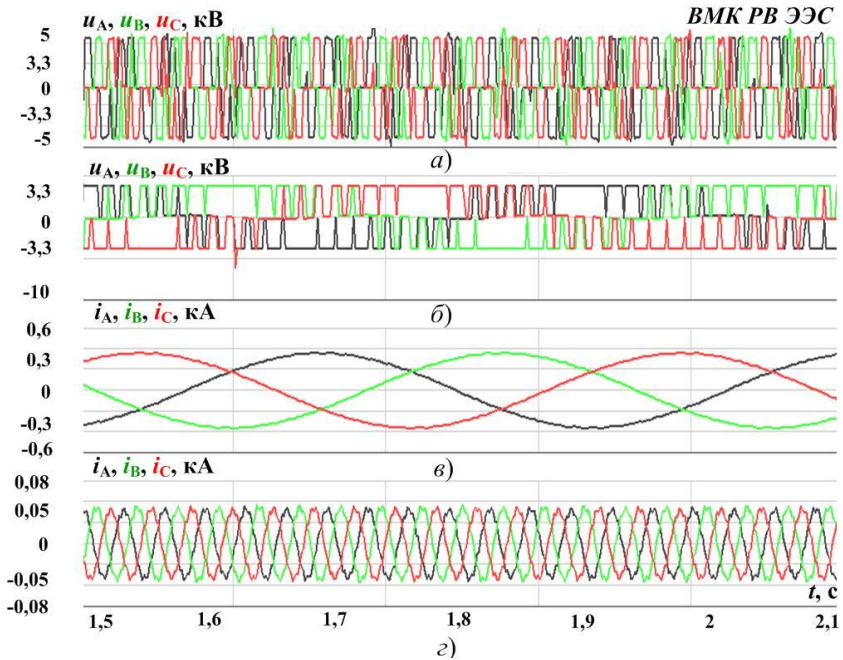 u_A, u_B, u_C, кВ
ВМК РВ ЭЭС
5
3,3
0
-3,3
-5
а)
u_A, u_B, u_C, кВ
3,3
0
-3,3
-10
б)
i_A, i_B, i_C, кА
0,6
0,3
0
-0,3
-0,6
в)
i_A, i_B, i_C, кА
0,08
0,05
0
-0,05
-0,08
t, с
1,5 1,6 1,7 1,8 1,9 2 2,1
г)